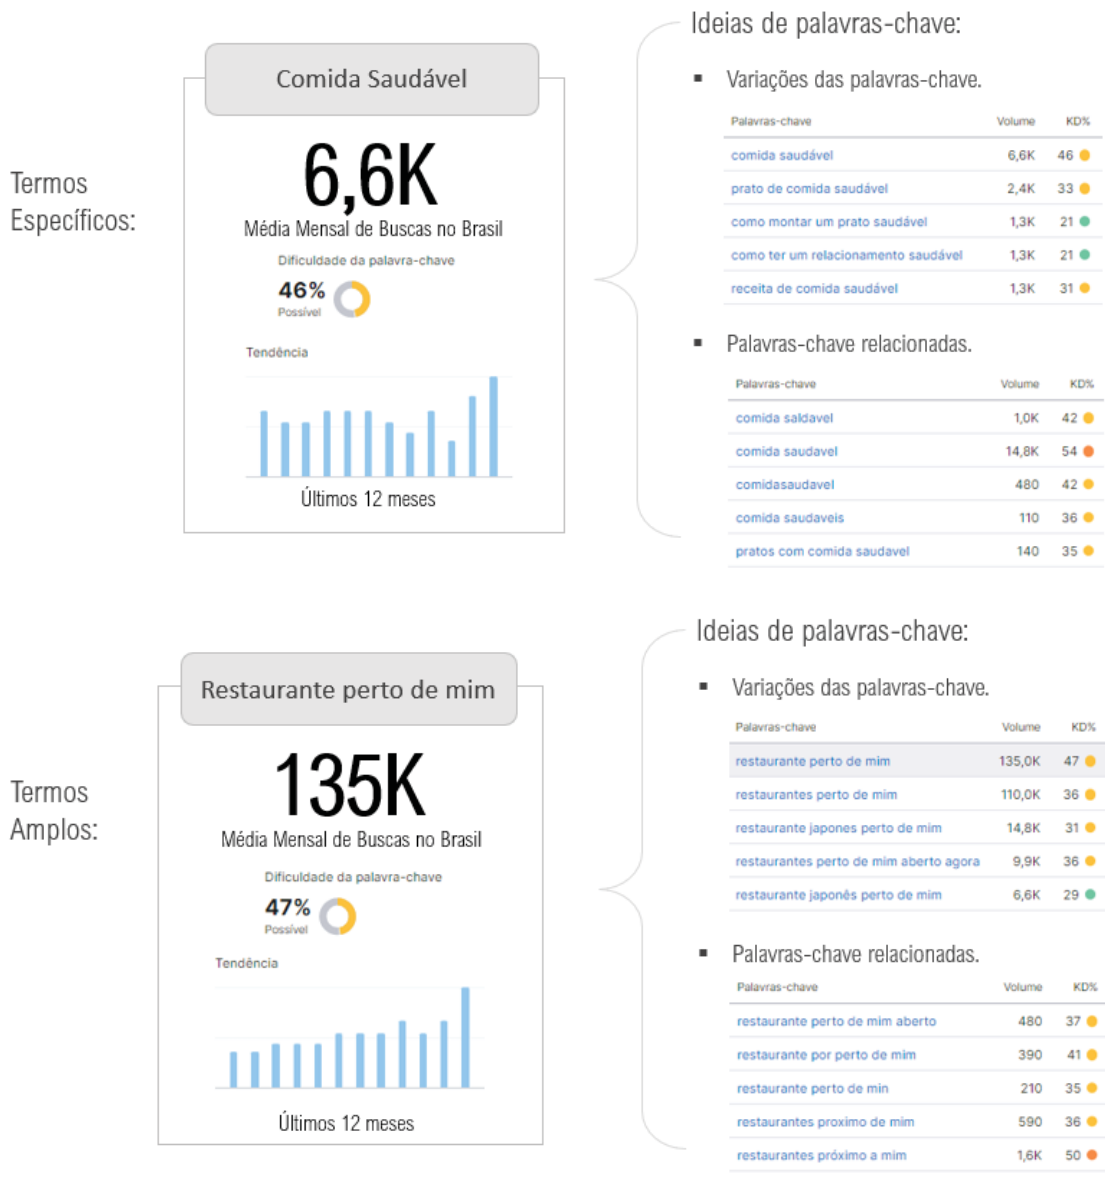 Termos
Específicos:
Comida Saudável
6,6K
Média Mensal de Buscas no Brasil
Dificuldade da palavra-chave
46%
Possível
Tendência
Últimos 12 meses
Ideias de palavras-chave:
▪ Variações das palavras-chave.
Palavras-chave Volume KD%
comida saudável 6,6K 46
prato de comida saudável 2,4K 33
como montar um prato saudável 1,3K 21
como ter um relacionamento saudável 1,3K 21
receita de comida saudável 1,3K 31
▪ Palavras-chave relacionadas.
Palavras-chave Volume KD%
comida saldavel 1,0K 42
comida saudavel 14,8K 54
comidasaudavel 480 42
comida saudaveis 110 36
pratos com comida saudavel 140 35
Termos
Amplos:
Restaurante perto de mim
135K
Média Mensal de Buscas no Brasil
Dificuldade da palavra-chave
47%
Possível
Tendência
Últimos 12 meses
Ideias de palavras-chave:
▪ Variações das palavras-chave.
Palavras-chave Volume KD%
restaurante perto de mim 135,0K 47
restaurantes perto de mim 110,0K 36
restaurante japones perto de mim 14,8K 31
restaurantes perto de mim aberto agora 9,9K 36
restaurante japonês perto de mim 6,6K 29
▪ Palavras-chave relacionadas.
Palavras-chave Volume KD%
restaurante perto de mim aberto 480 37
restaurante por perto de mim 390 41
restaurante perto de min 210 35
restaurantes proximo de mim 590 36
restaurantes próximo a mim 1,6K 50